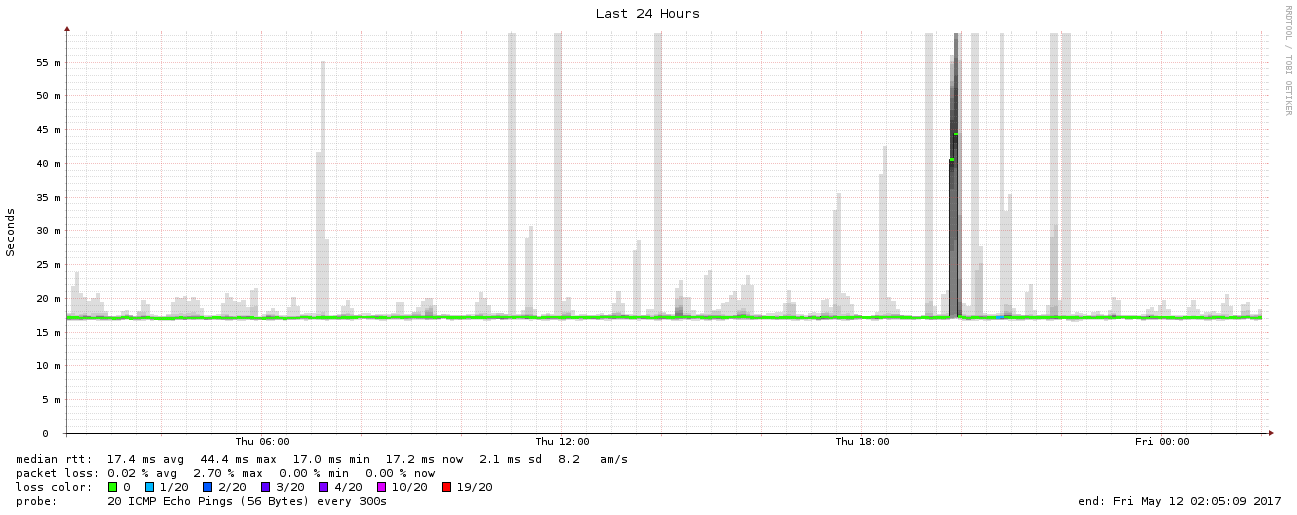 Last 24 Hours
RRDTOOL / TOBI OETIKER
Seconds
55 m
50 m
45 m
40 m
35 m
30 m
25 m
20 m
15 m
10 m
5 m
0
Thu 06:00 Thu 12:00 Thu 18:00 Fri 00:00
median rtt: 17.4 ms avg 44.4 ms max 17.0 ms min 17.2 ms now 2.1 ms sd 8.2 am/s
packet loss: 0.02 % avg 2.70 % max 0.00 % min 0.00 % now
loss color: 0 1/20 2/20 3/20 4/20 10/20 19/20
probe: 20 ICMP Echo Pings (56 Bytes) every 300s end: Fri May 12 02:05:09 2017